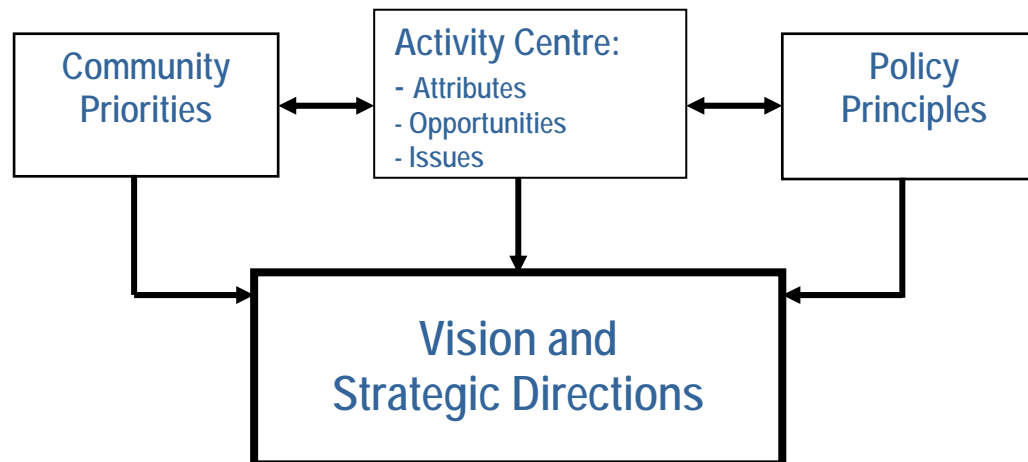 Community
Priorities
Activity Centre:
- Attributes
- Opportunities
- Issues
Policy
Principles
Vision and
Strategic Directions